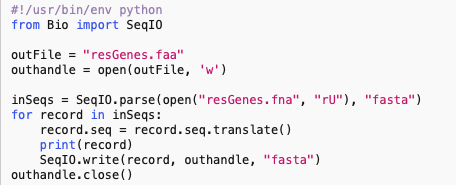 #!/usr/bin/env python
from Bio import SeqIO

outFile = "resGenes.faa"
outhandle = open(outFile, 'w')

inSeqs = SeqIO.parse(open("resGenes.fna", "rU"), "fasta")
for record in inSeqs:
    record.seq = record.seq.translate()
    print(record)
    SeqIO.write(record, outhandle, "fasta")
outhandle.close()